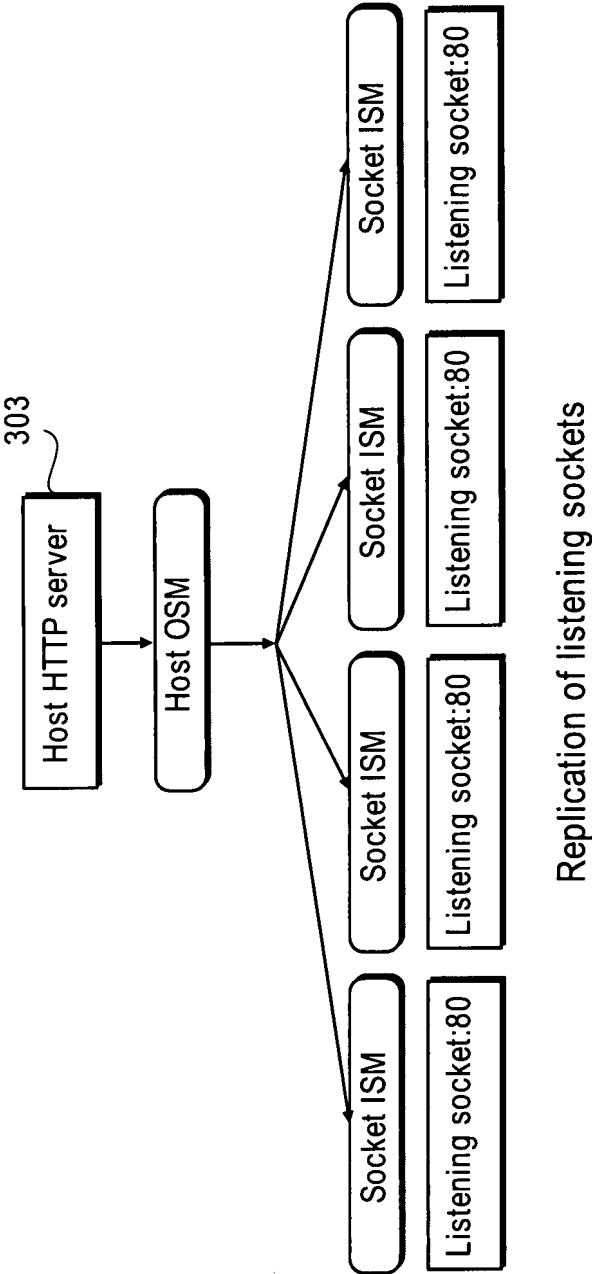 303
Host HTTP server
Host OSM
Socket ISM
Socket ISM
Socket ISM
Socket ISM
Listening socket:80
Listening socket:80
Listening socket:80
Listening socket:80
Replication of listening sockets